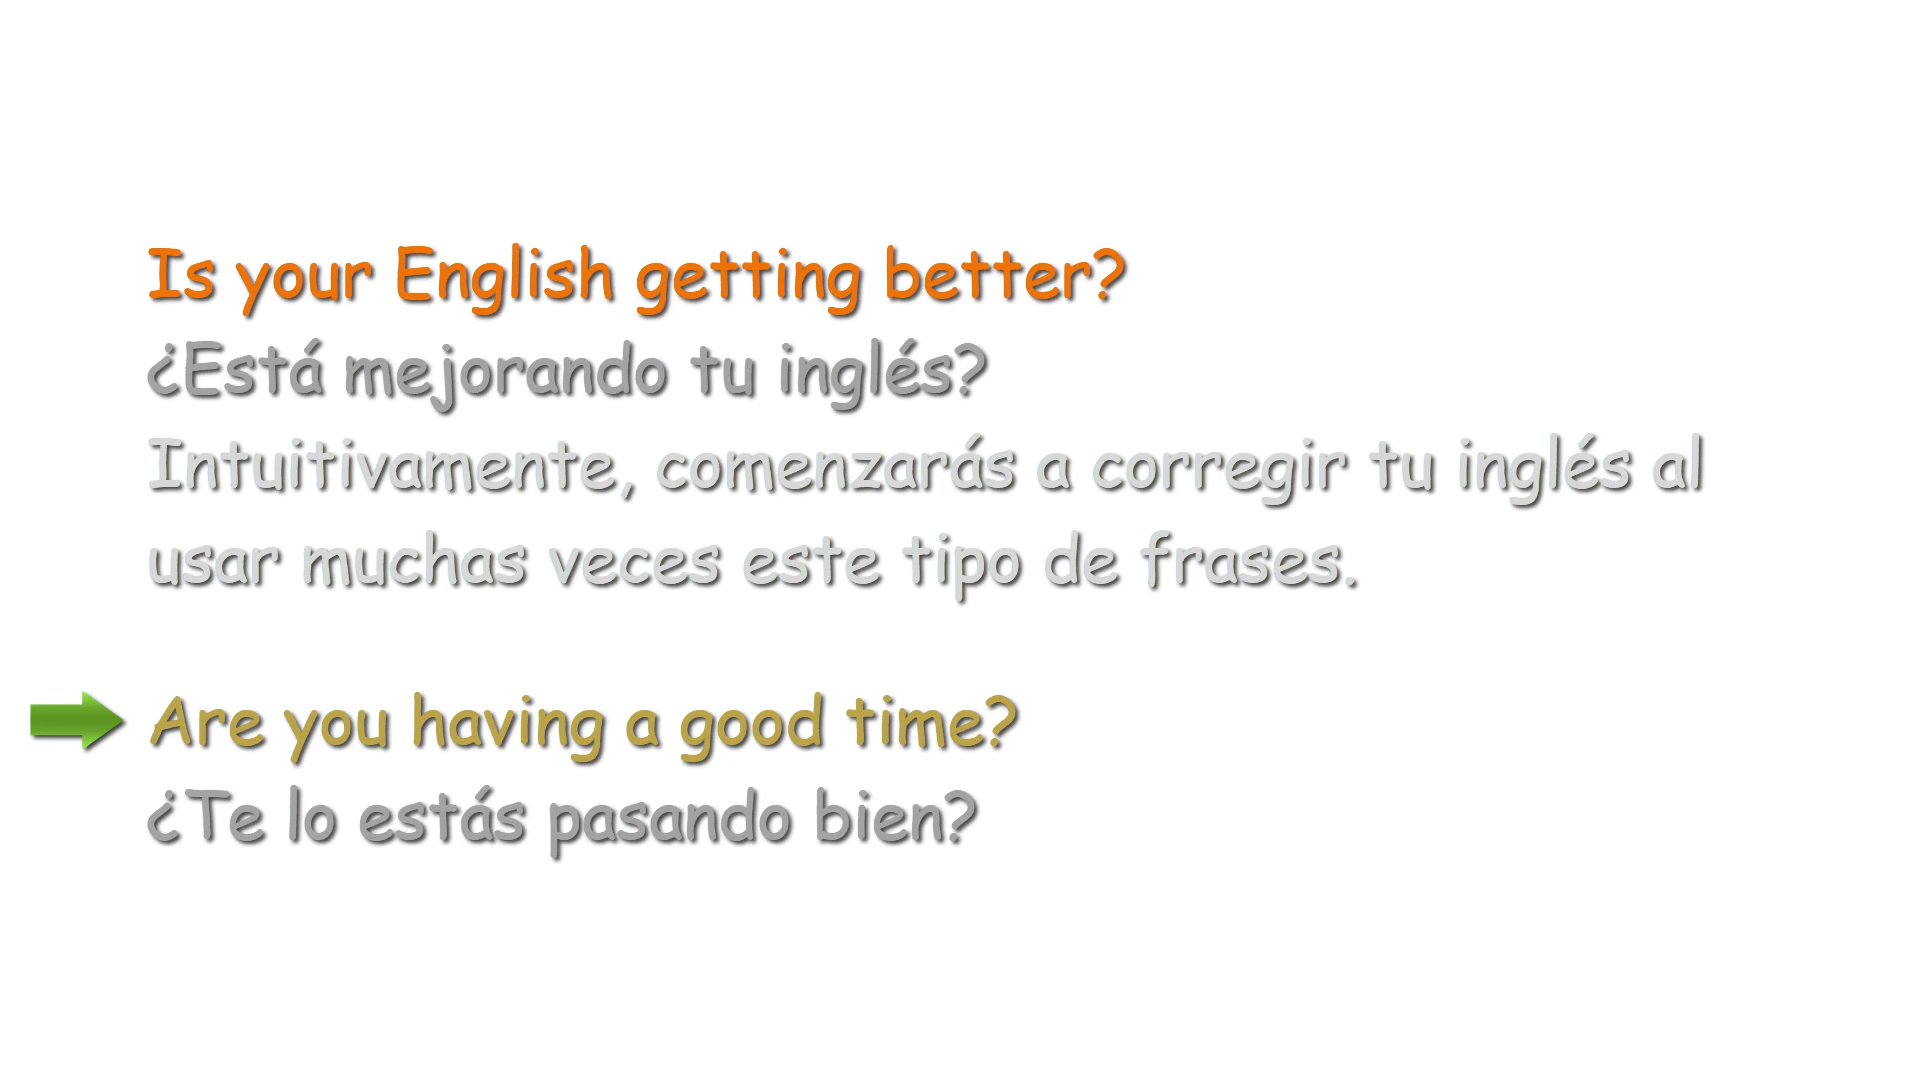 Is your English getting better?
¿Está mejorando tu inglés?
Intuitivamente, comenzarás a corregir tu inglés al
usar muchas veces este tipo de frases.
Are you having a good time?
¿Te lo estás pasando bien?